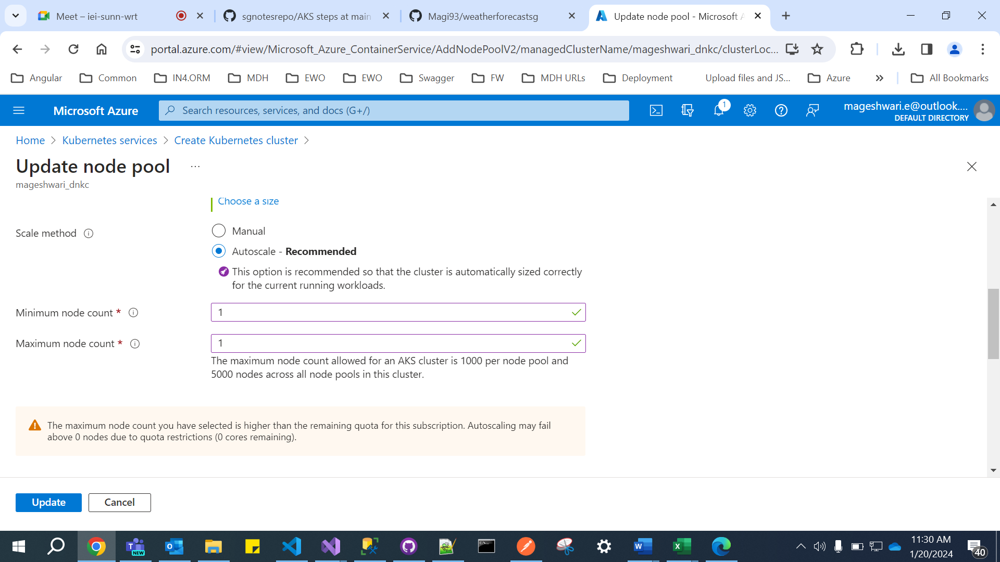 Meet – iei-sunn-wrt
sgnotesrepo/AKS steps at main
Magi93/weatherforecastsg
Update node pool - Microsoft A
portal.azure.com/#view/Microsoft_Azure_ContainerService/AddNodePoolV2/managedClusterName/mageshwari_dnkc/clusterLoc...
Angular
Common
IN4.ORM
MDH
EWO
EWO
Swagger
FW
MDH URLs
Deployment
Upload files and JS...
Azure
All Bookmarks
Microsoft Azure
Search resources, services, and docs (G+/)
1
mageshwari.e@outlook....
DEFAULT DIRECTORY
Home
Kubernetes services
Create Kubernetes cluster
Update node pool
mageshwari_dnkc
Choose a size
Scale method
Manual
Autoscale - Recommended
This option is recommended so that the cluster is automatically sized correctly
for the current running workloads.
Minimum node count *
1
Maximum node count *
1
The maximum node count allowed for an AKS cluster is 1000 per node pool and
5000 nodes across all node pools in this cluster.
The maximum node count you have selected is higher than the remaining quota for this subscription. Autoscaling may fail
above 0 nodes due to quota restrictions (0 cores remaining).
Update
Cancel
NEW
11:30 AM
1/20/2024
40